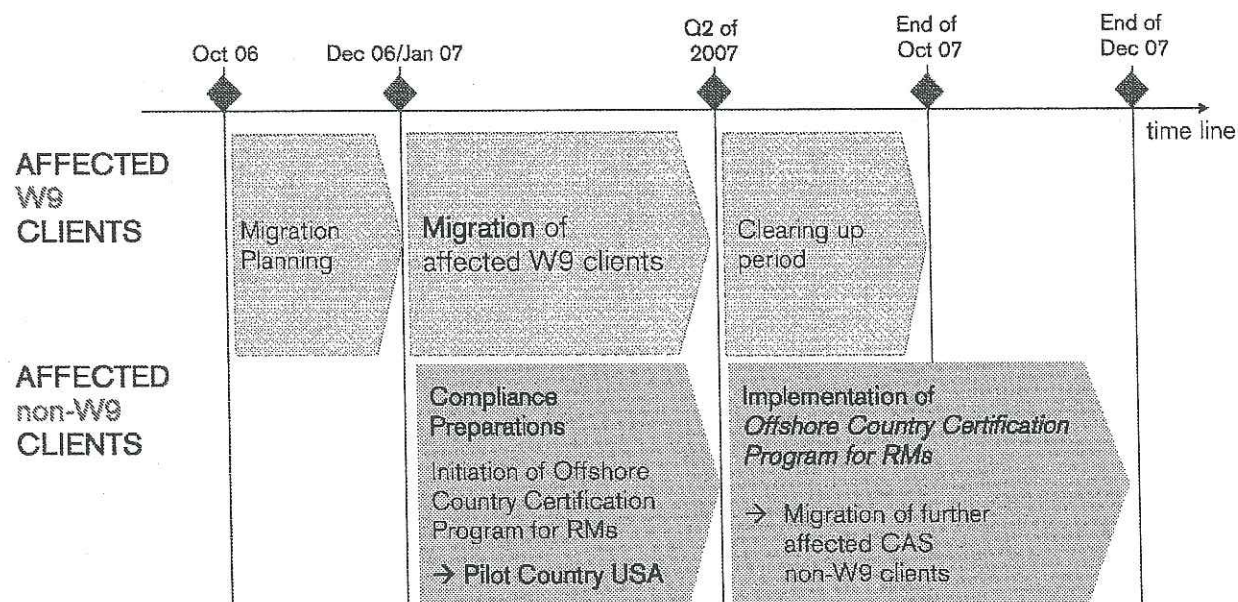 Oct 06
Dec 06/Jan 07
Q2 of
2007
End of
Oct 07
End of
Dec 07
time line
AFFECTED
W9
CLIENTS
Migration
Planning
Migration of
affected W9 clients
Clearing up
period
AFFECTED
non-W9
CLIENTS
Compliance
Preparations
Initiation of Offshore
Country Certification
Program for RMs
→ Pilot Country USA
Implementation of
Offshore Country Certification
Program for RMs
→ Migration of further
affected CAS
non-W9 clients